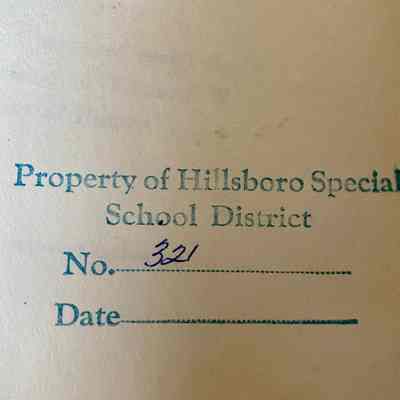 Property of Hillsboro Special
School District
No. 321
Date